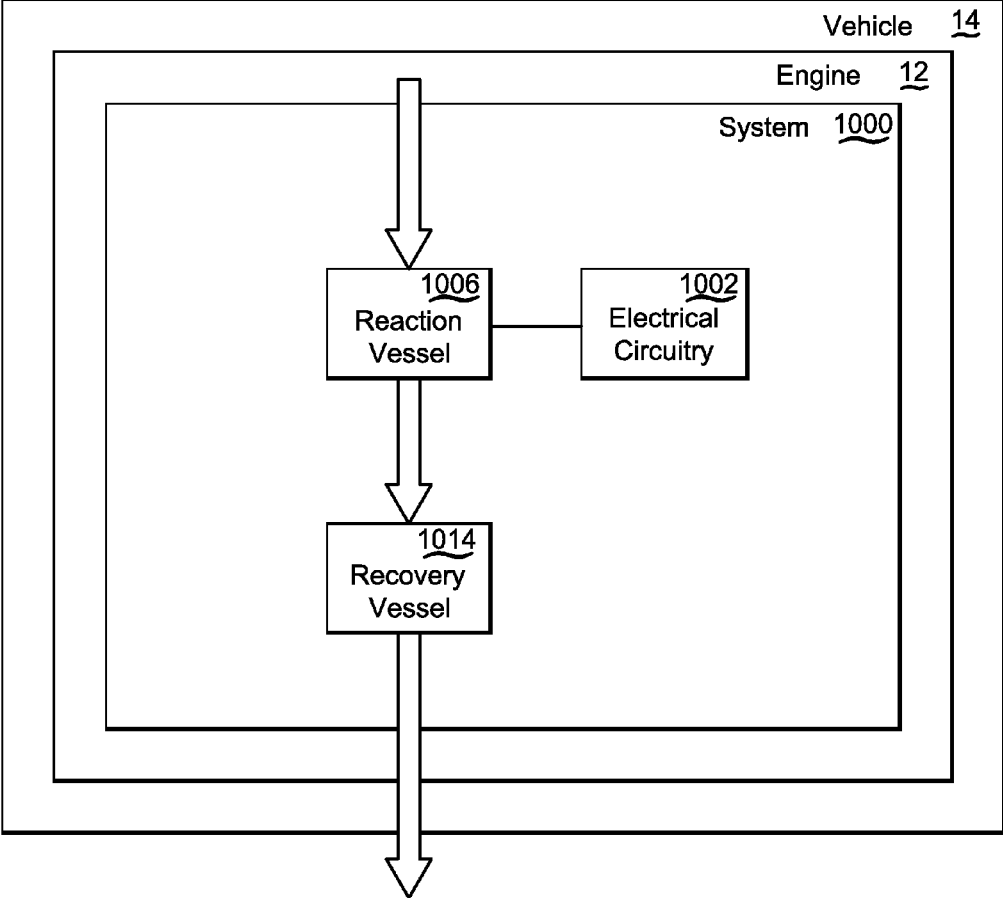 Vehicle 14
Engine 12
System 1000
1006
Reaction
Vessel
1002
Electrical
Circuitry
1014
Recovery
Vessel